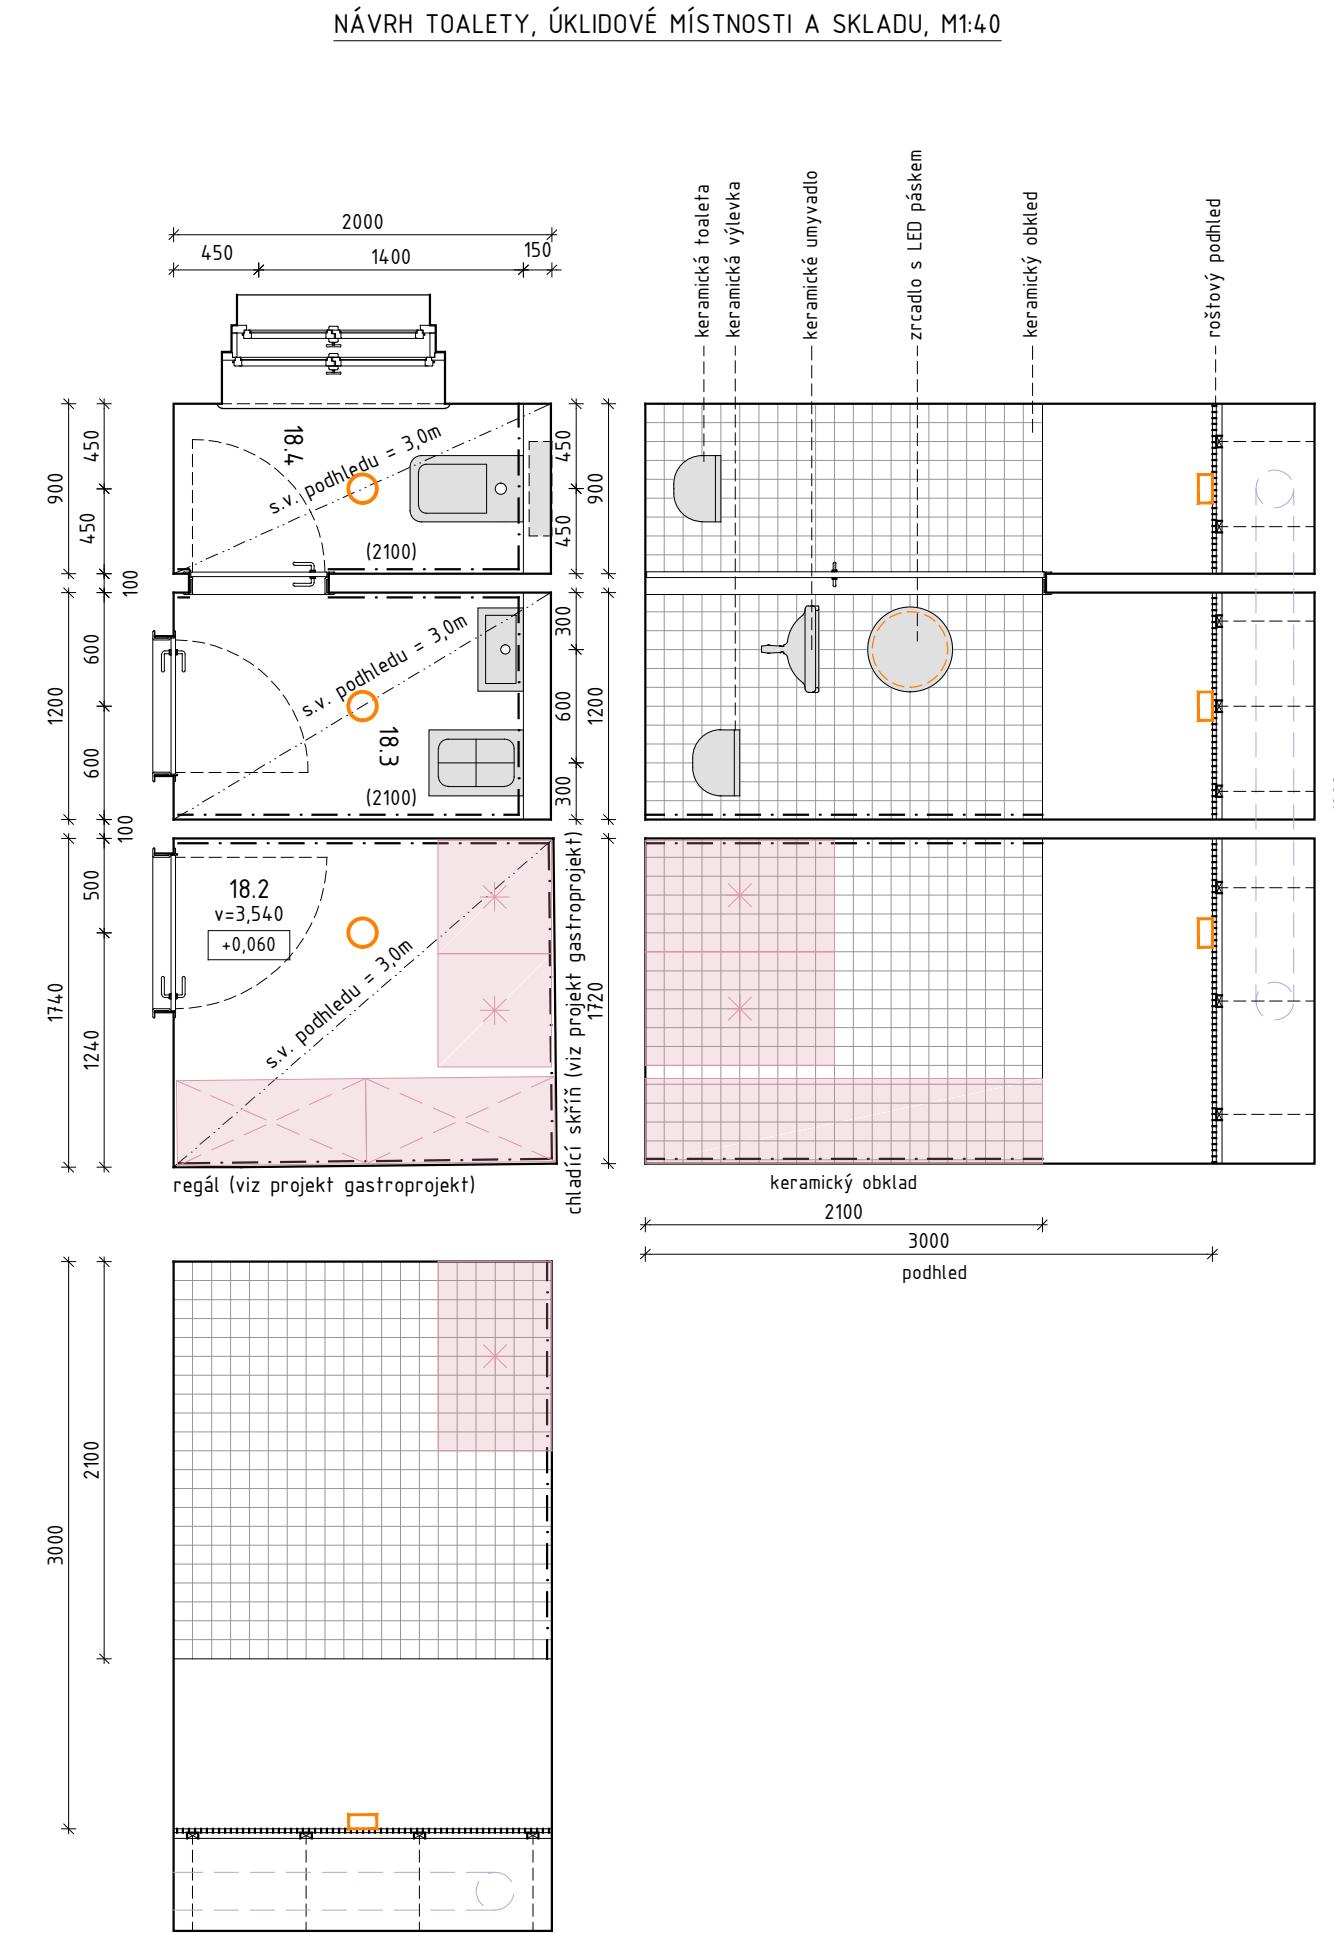 NÁVRH TOALETY, ÚKLIDOVÉ MÍSTNOSTI A SKLADU, M1:40
keramická toaleta
keramická výlevka
keramické umyvadlo
zrcadlo s LED páskem
keramický obkled
roštový podhled
2000
450
1400
150
900
450
450
18.4
s.v. podhledu = 3,0m
(2100)
450
450
900
100
1200
600
600
s.v. podhledu = 3,0m
18.3
(2100)
300
600
300
1200
100
1740
500
1240
18.2
v=3,540
+0,060
s.v. podhledu = 3,0m
chladící skříň (viz projekt gastroprojekt)
1720
regál (viz projekt gastroprojekt)
keramický obklad
2100
3000
podhled
2100
3000